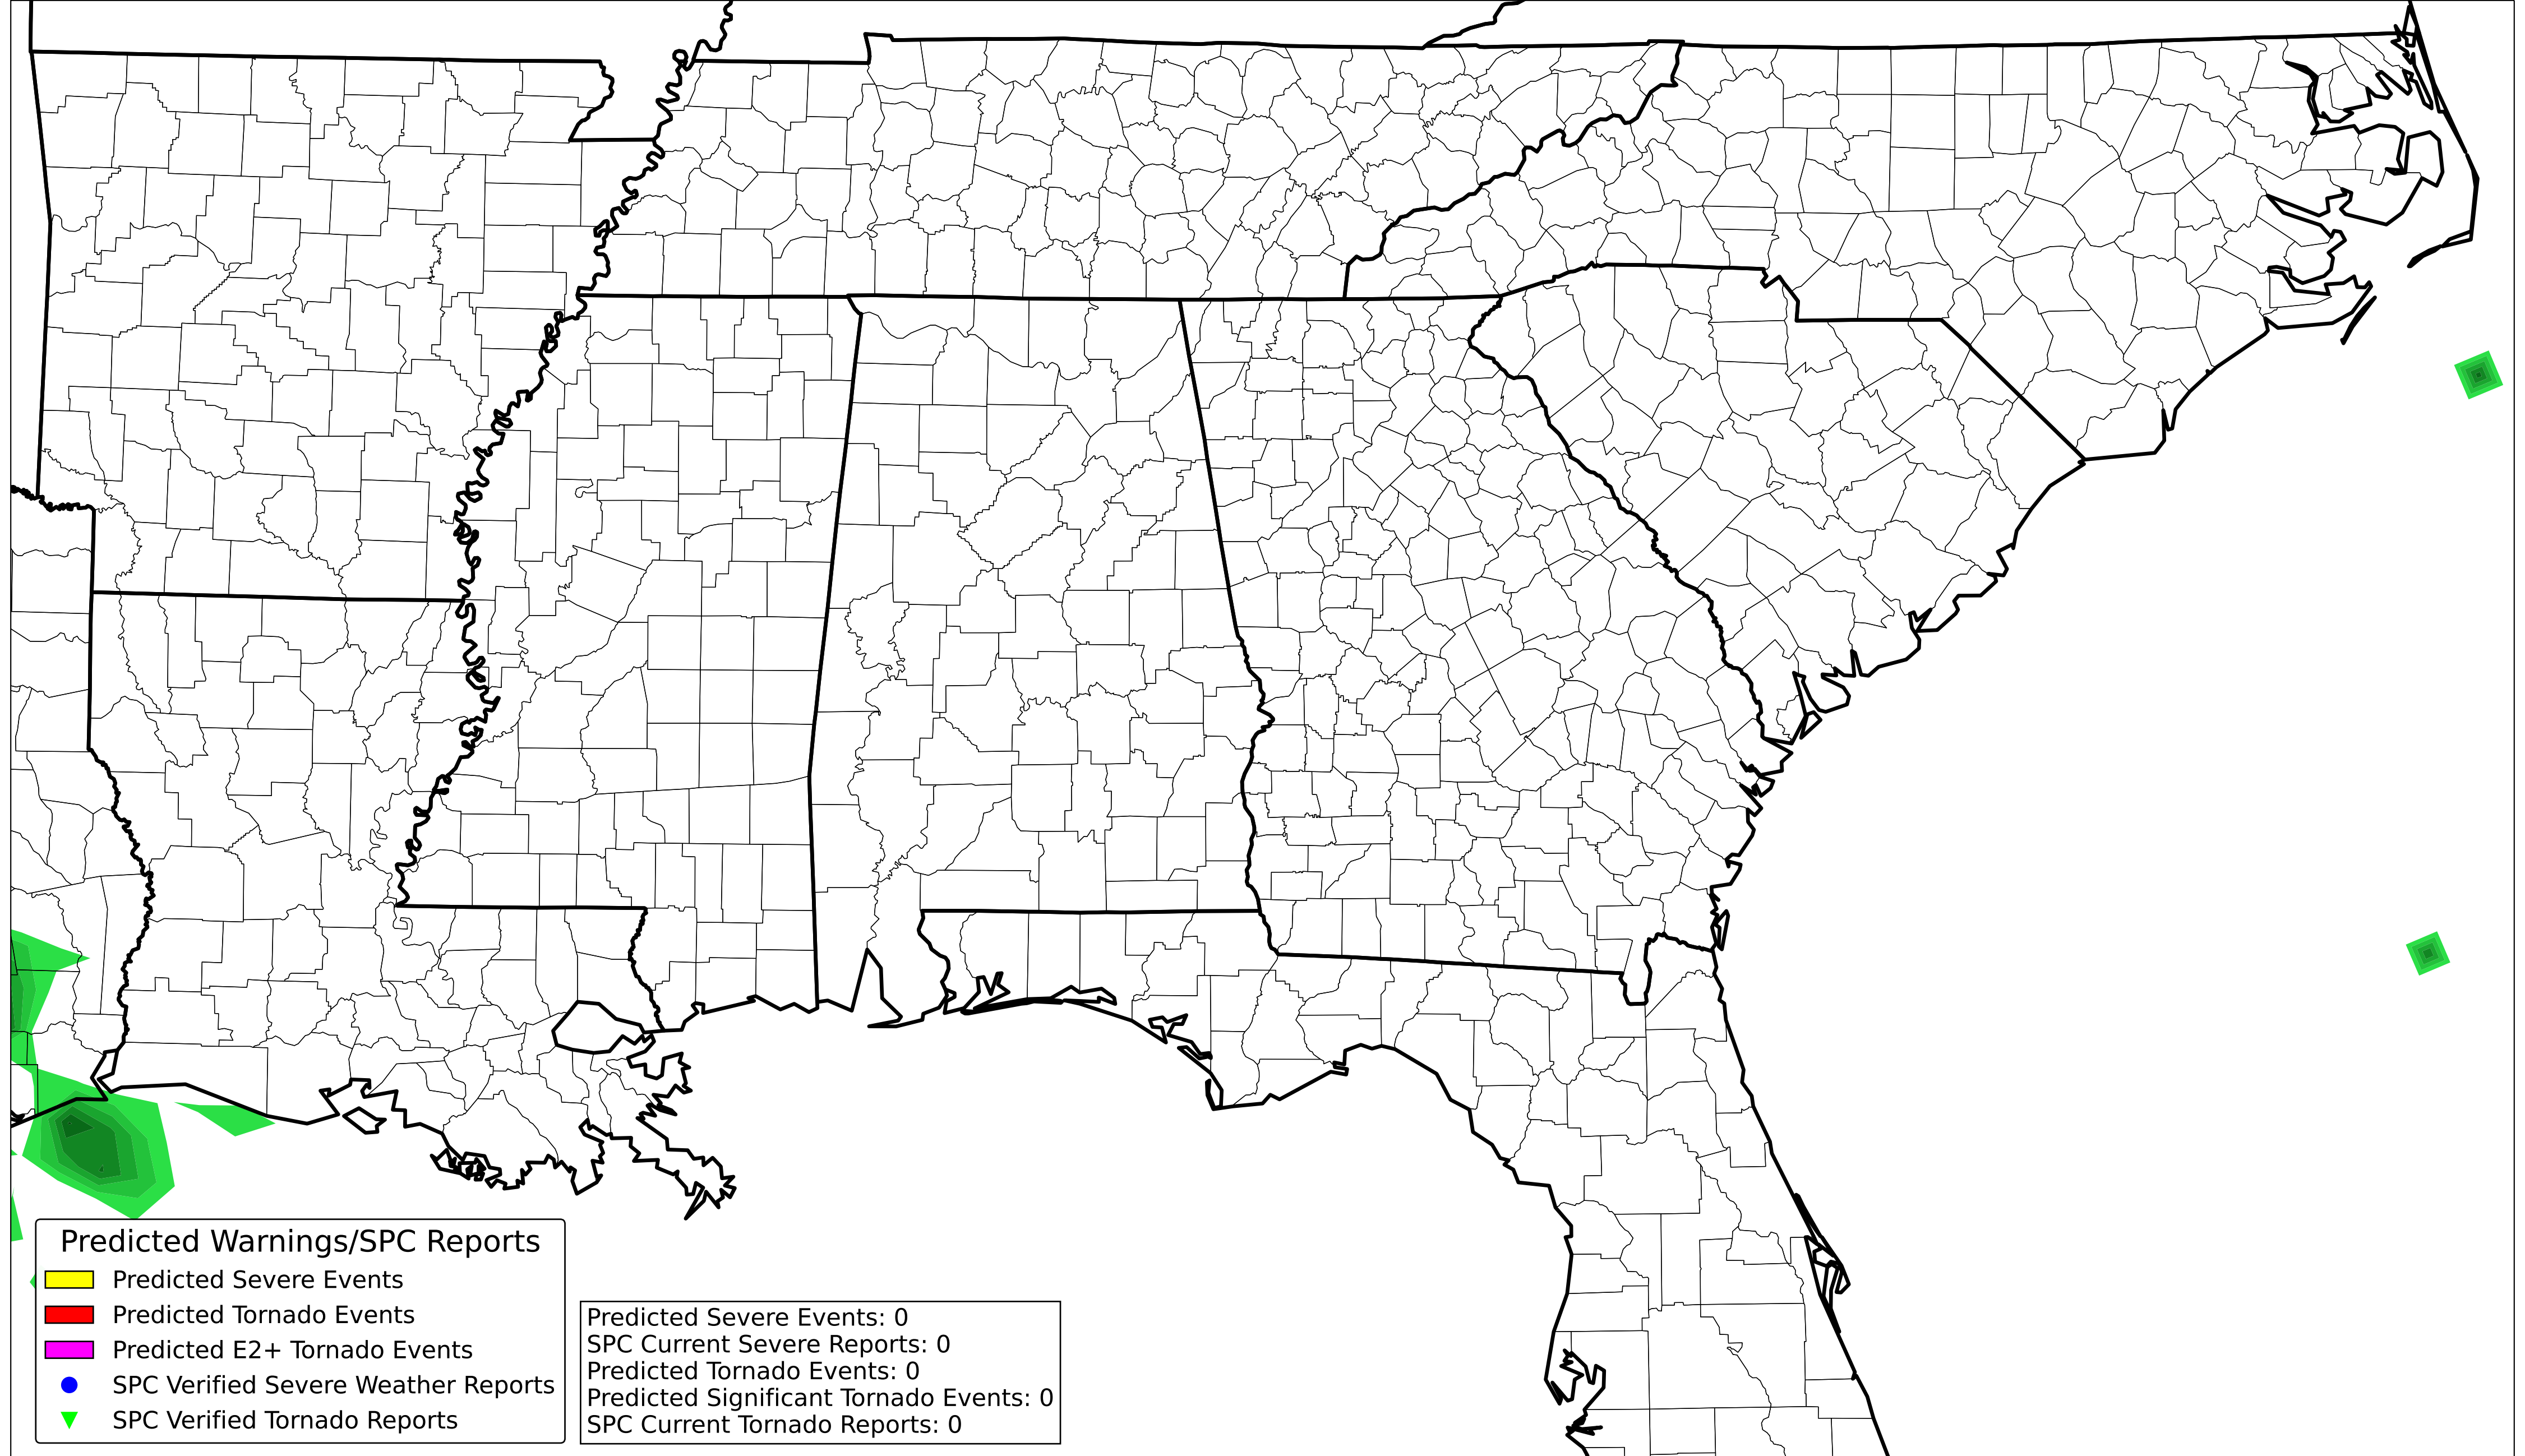 Predicted Warnings/SPC Reports
Predicted Severe Events
Predicted Tornado Events
Predicted E2+ Tornado Events
SPC Verified Severe Weather Reports
SPC Verified Tornado Reports
Predicted Severe Events: 0
SPC Current Severe Reports: 0
Predicted Tornado Events: 0
Predicted Significant Tornado Events: 0
SPC Current Tornado Reports: 0